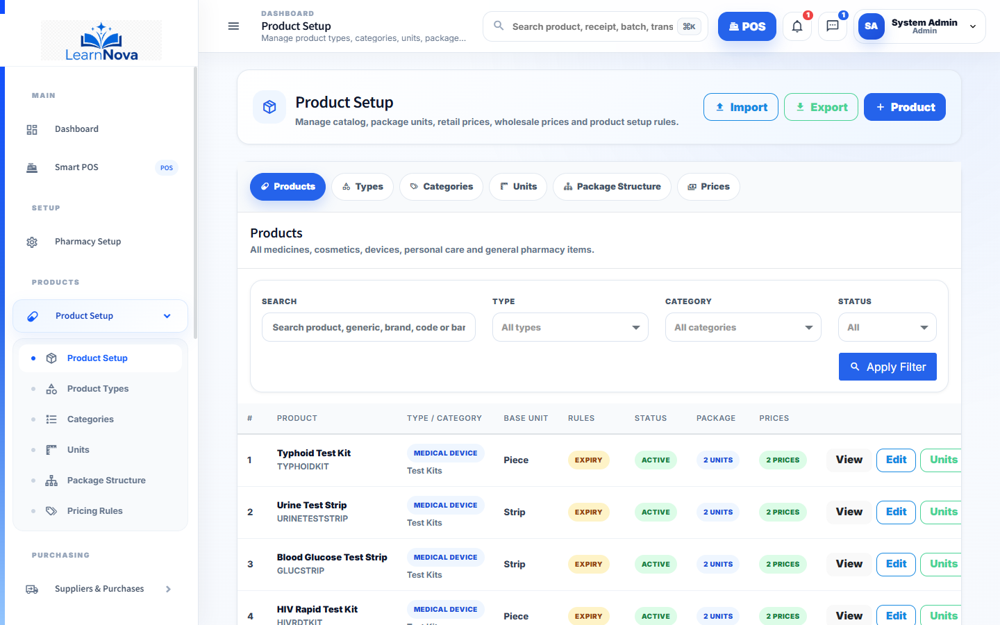 LearnNova
MAIN
Dashboard
Smart POS
POS
SETUP
Pharmacy Setup
PRODUCTS
Product Setup
Product Setup
Product Types
Categories
Units
Package Structure
Pricing Rules
PURCHASING
Suppliers & Purchases
DASHBOARD
Product Setup
Manage product types, categories, units, package...
Search product, receipt, batch, trans
⌘K
POS
1
1
SA
System Admin
Admin
Product Setup
Manage catalog, package units, retail prices, wholesale prices and product setup rules.
Import
Export
+ Product
Products
Types
Categories
Units
Package Structure
Prices
Products
All medicines, cosmetics, devices, personal care and general pharmacy items.
SEARCH
TYPE
CATEGORY
STATUS
Search product, generic, brand, code or bar
All types
All categories
All
Apply Filter
# PRODUCT TYPE / CATEGORY BASE UNIT RULES STATUS PACKAGE PRICES
1 Typhoid Test Kit MEDICAL DEVICE Piece EXPIRY ACTIVE 2 UNITS 2 PRICES View Edit Units
TYPHOIDKIT Test Kits
2 Urine Test Strip MEDICAL DEVICE Strip EXPIRY ACTIVE 2 UNITS 2 PRICES View Edit Units
URINETESTSTRIP Test Kits
3 Blood Glucose Test Strip MEDICAL DEVICE Strip EXPIRY ACTIVE 2 UNITS 2 PRICES View Edit Units
GLUCSTRIP Test Kits
4 HIV Rapid Test Kit MEDICAL DEVICE Piece EXPIRY ACTIVE 2 UNITS 2 PRICES View Edit Units
HIVRDTKIT